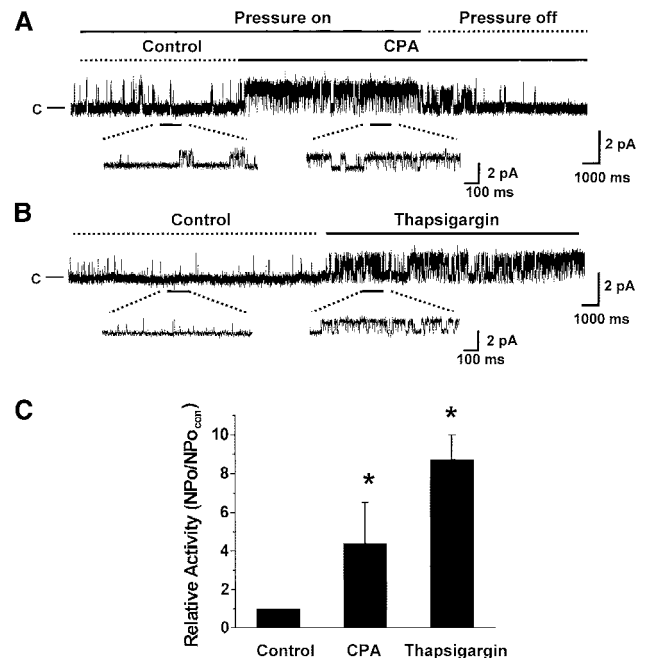 A
Pressure on
Pressure off
Control
CPA
C
2 pA
100 ms
2 pA
1000 ms
B
Control
Thapsigargin
C
2 pA
100 ms
2 pA
1000 ms
C
Relative Activity (NPo/NPocon)
10
8
6
4
2
0
*
*
Control
CPA
Thapsigargin